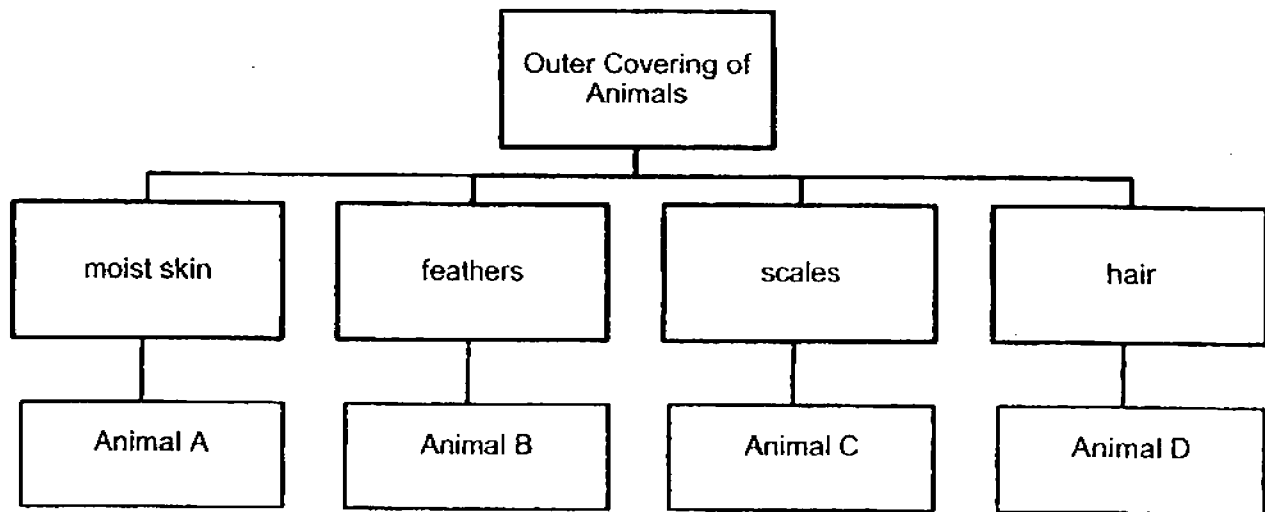 Outer Covering of
Animals
moist skin
feathers
scales
hair
Animal A
Animal B
Animal C
Animal D